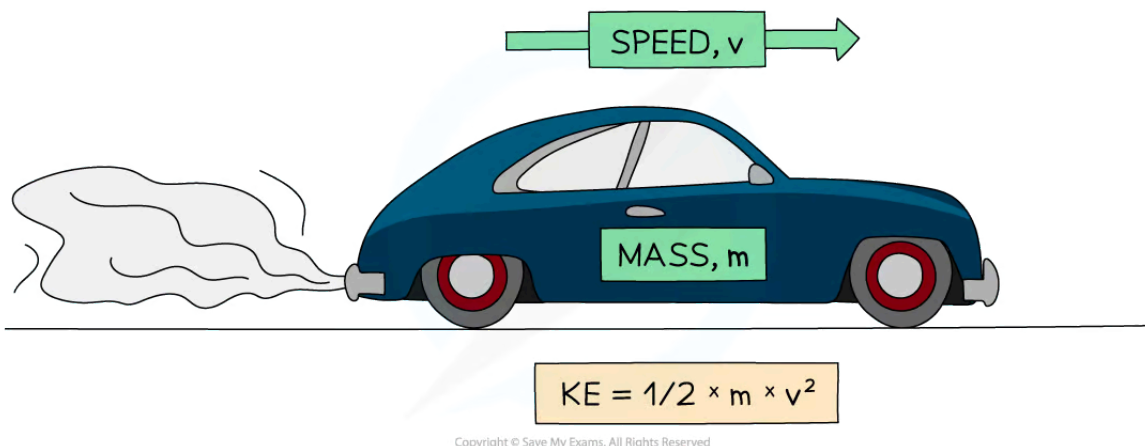 SPEED, v
MASS, m
KE = 1/2 × m × v²
Copyright © Save My Exams. All Rights Reserved